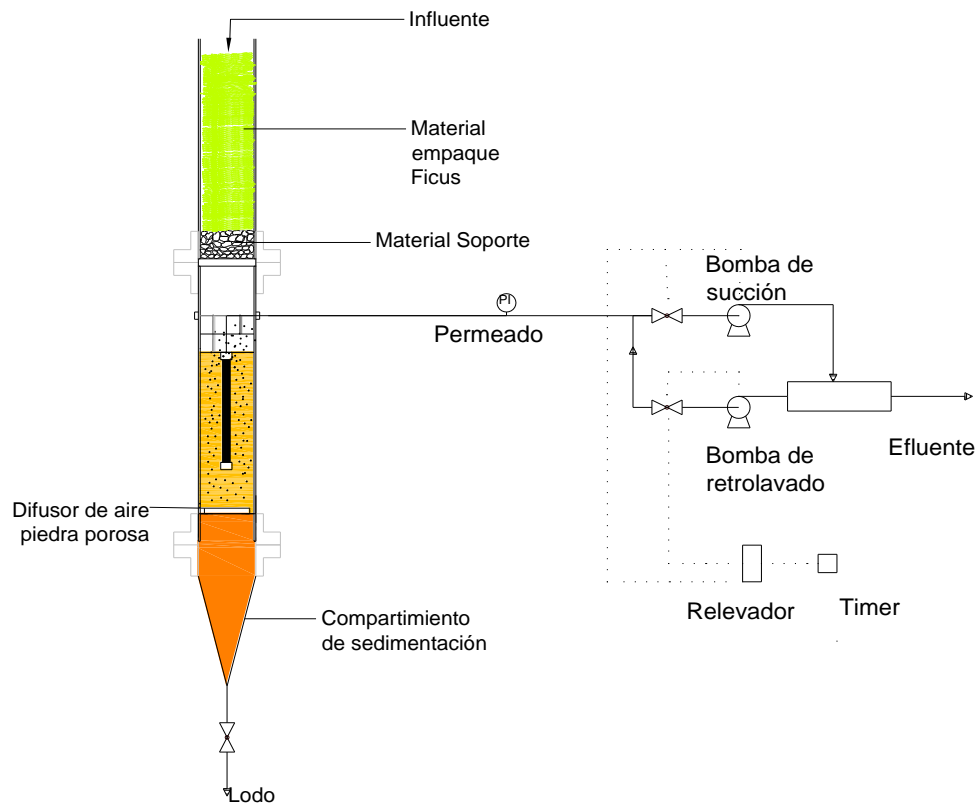 Influente
Material
empaque
Ficus
Material Soporte
PI
Permeado
Bomba de
succión
Efluente
Bomba de
retrolavado
Difusor de aire
piedra porosa
Relevador
Timer
Compartimiento
de sedimentación
Lodo